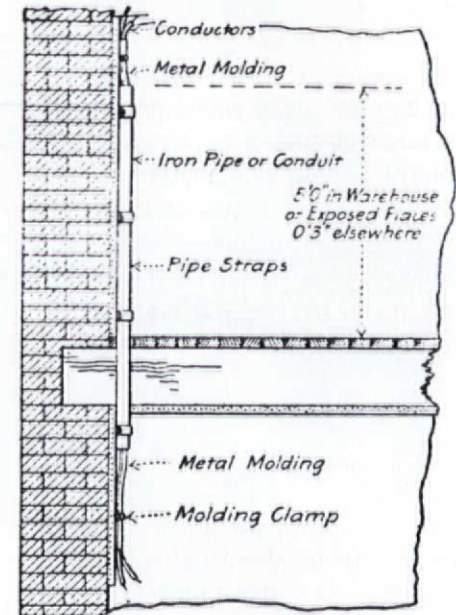 Conductors
Metal Molding
Iron Pipe or Conduit
5'0" in Warehouse
or Exposed Places
0'3" elsewhere
Pipe Straps
Metal Molding
Molding Clamp